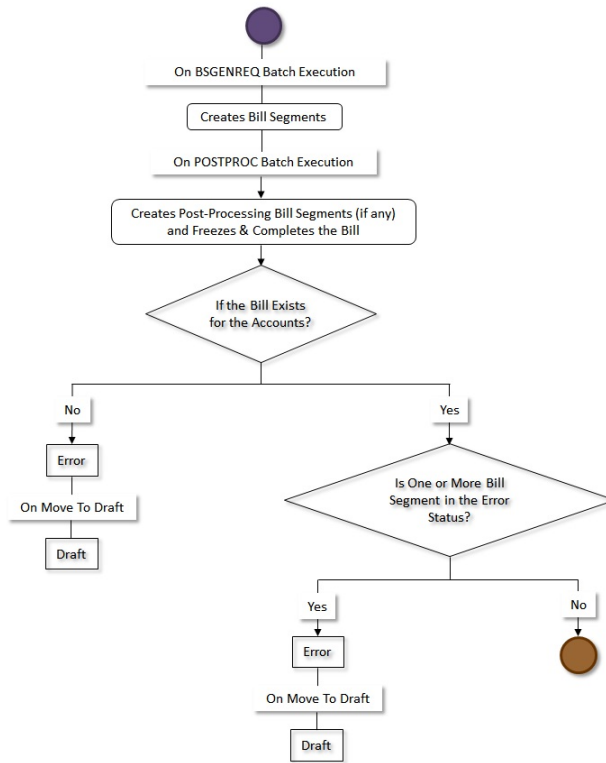 On BSGENREQ Batch Execution
Creates Bill Segments
On POSTPROC Batch Execution
Creates Post-Processing Bill Segments (if any)
and Freezes & Completes the Bill
If the Bill Exists
for the Accounts?
No
Yes
Error
Is One or More Bill
Segment in the Error
Status?
On Move To Draft
Draft
Yes
No
Error
On Move To Draft
Draft